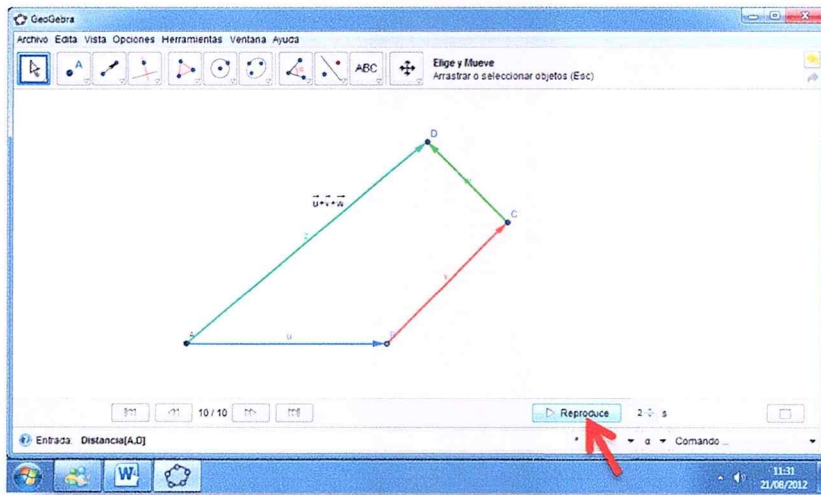 GeoGebra
Archivo Edita Vista Opciones Herramientas Ventana Ayuda
A
ABC
Elige y Mueve
Arrastrar o seleccionar objetos (Esc)
D
u+v+w
C
z
v
A
u
B
10 / 10
Reproduce
2
s
Entrada: Distancia[A,D]
α
Comando ...
W
11:31
21/08/2012